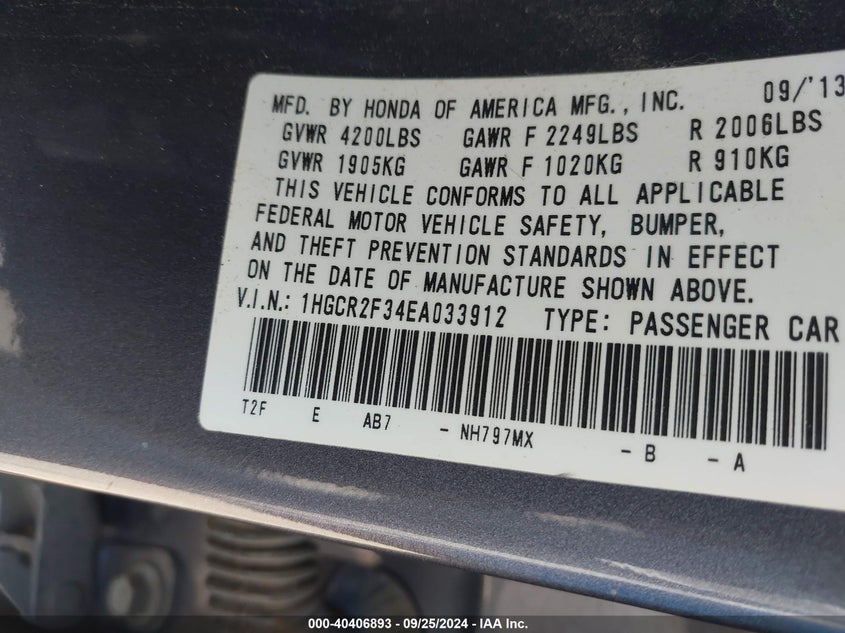 MFD. BY HONDA OF AMERICA MFG., INC. 09/'13
GVWR 4200LBS GAWR F 2249LBS R 2006LBS
GVWR 1905KG GAWR F 1020KG R 910KG
THIS VEHICLE CONFORMS TO ALL APPLICABLE
FEDERAL MOTOR VEHICLE SAFETY, BUMPER,
AND THEFT PREVENTION STANDARDS IN EFFECT
ON THE DATE OF MANUFACTURE SHOWN ABOVE.
V.I.N.: 1HGCR2F34EA033912 TYPE: PASSENGER CAR
T2F E AB7 - NH797MX - B - A
000-40406893 - 09/25/2024 - IAA Inc.